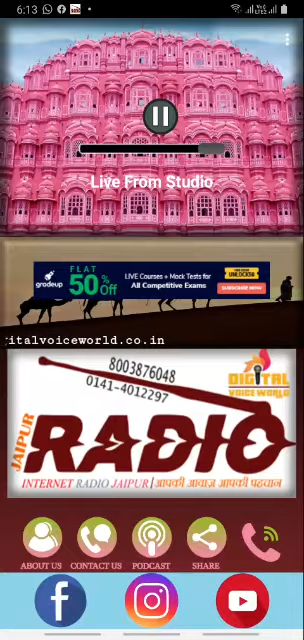 6:13
Live From Studio
gradeup
FLAT
50%
Off
LIVE Courses + Mock Tests for
All Competitive Exams
SUBSCRIBE NOW
italvoiceworld.co.in
8003876048
0141-4012297
DIGITAL
VOICE WORLD
JAIPUR
RADIO
INTERNET RADIO JAIPUR | आपकी आवाज़ आपकी पहचान
ABOUT US CONTACT US PODCAST SHARE